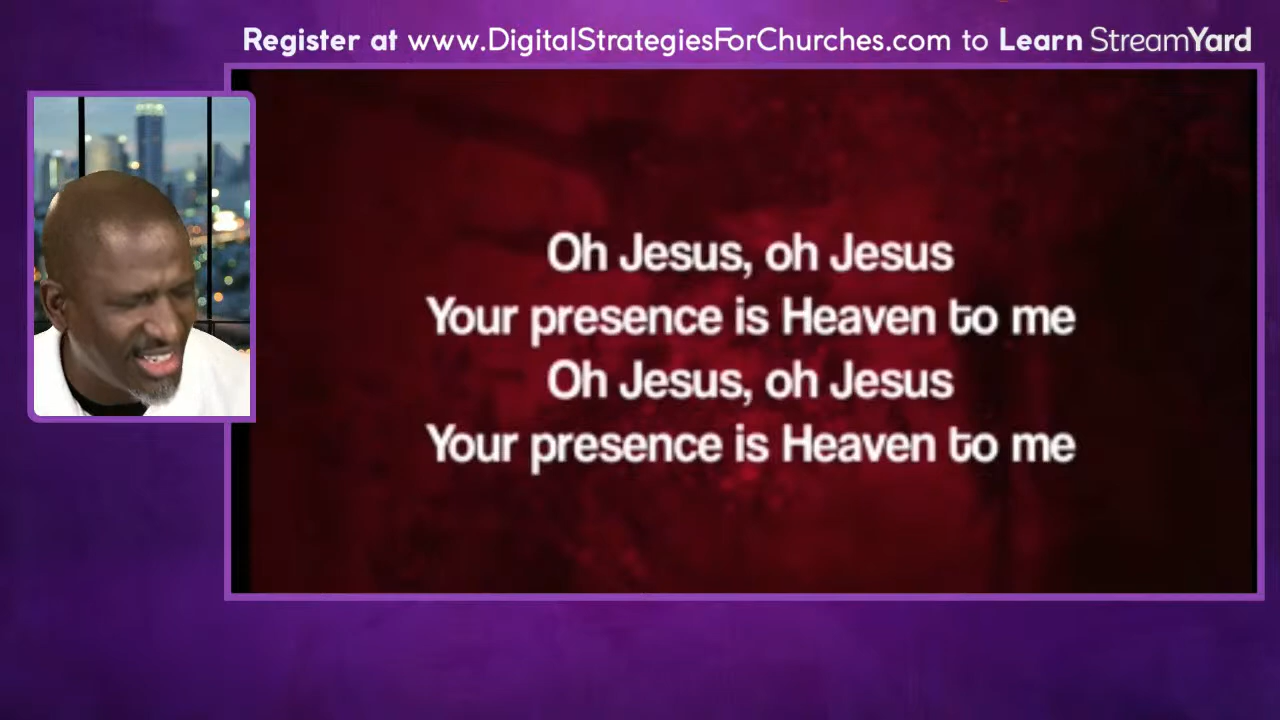 Register at www.DigitalStrategiesForChurches.com to Learn StreamYard
Oh Jesus, oh Jesus
Your presence is Heaven to me
Oh Jesus, oh Jesus
Your presence is Heaven to me